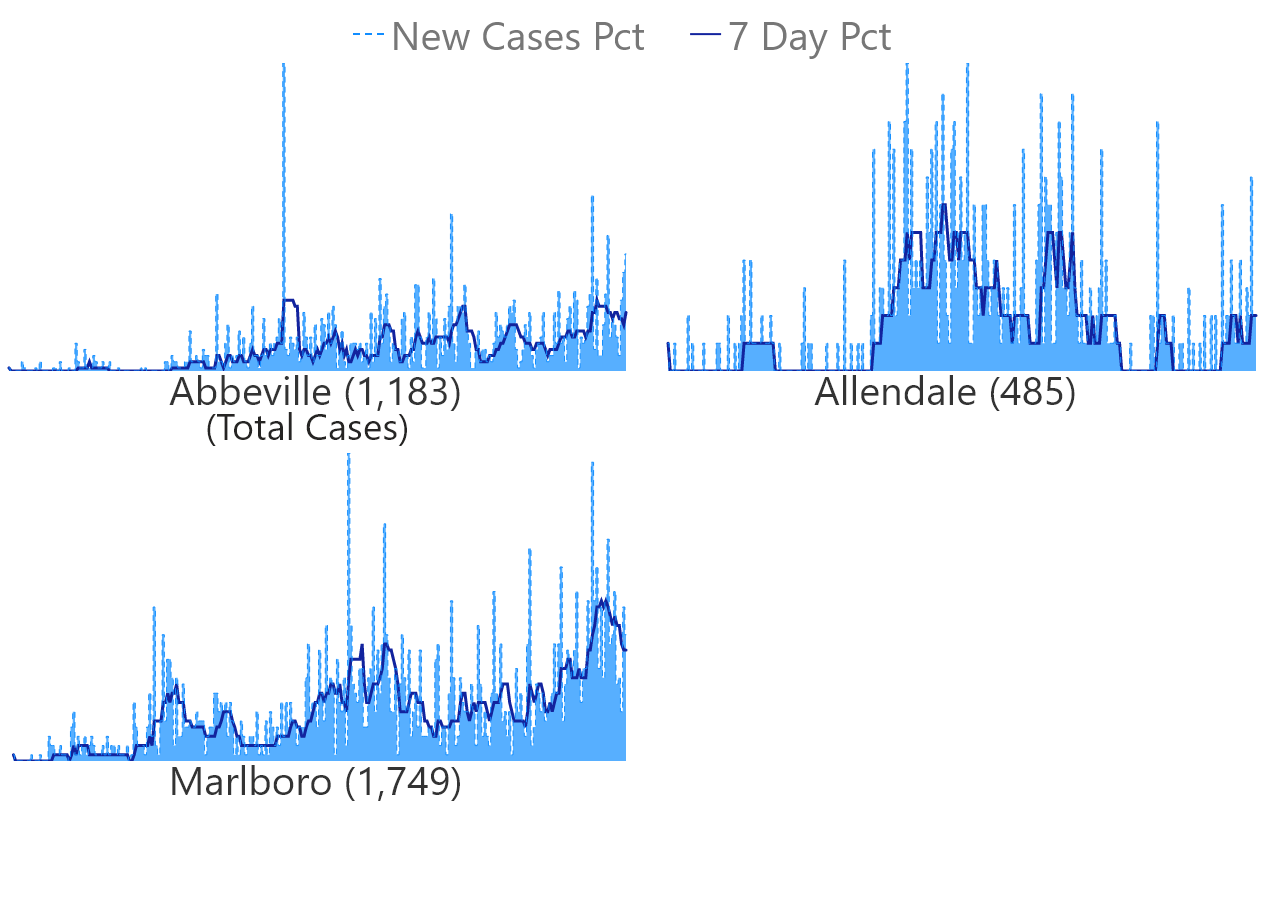 New Cases Pct 7 Day Pct
Abbeville (1,183)
(Total Cases)
Allendale (485)
Marlboro (1,749)